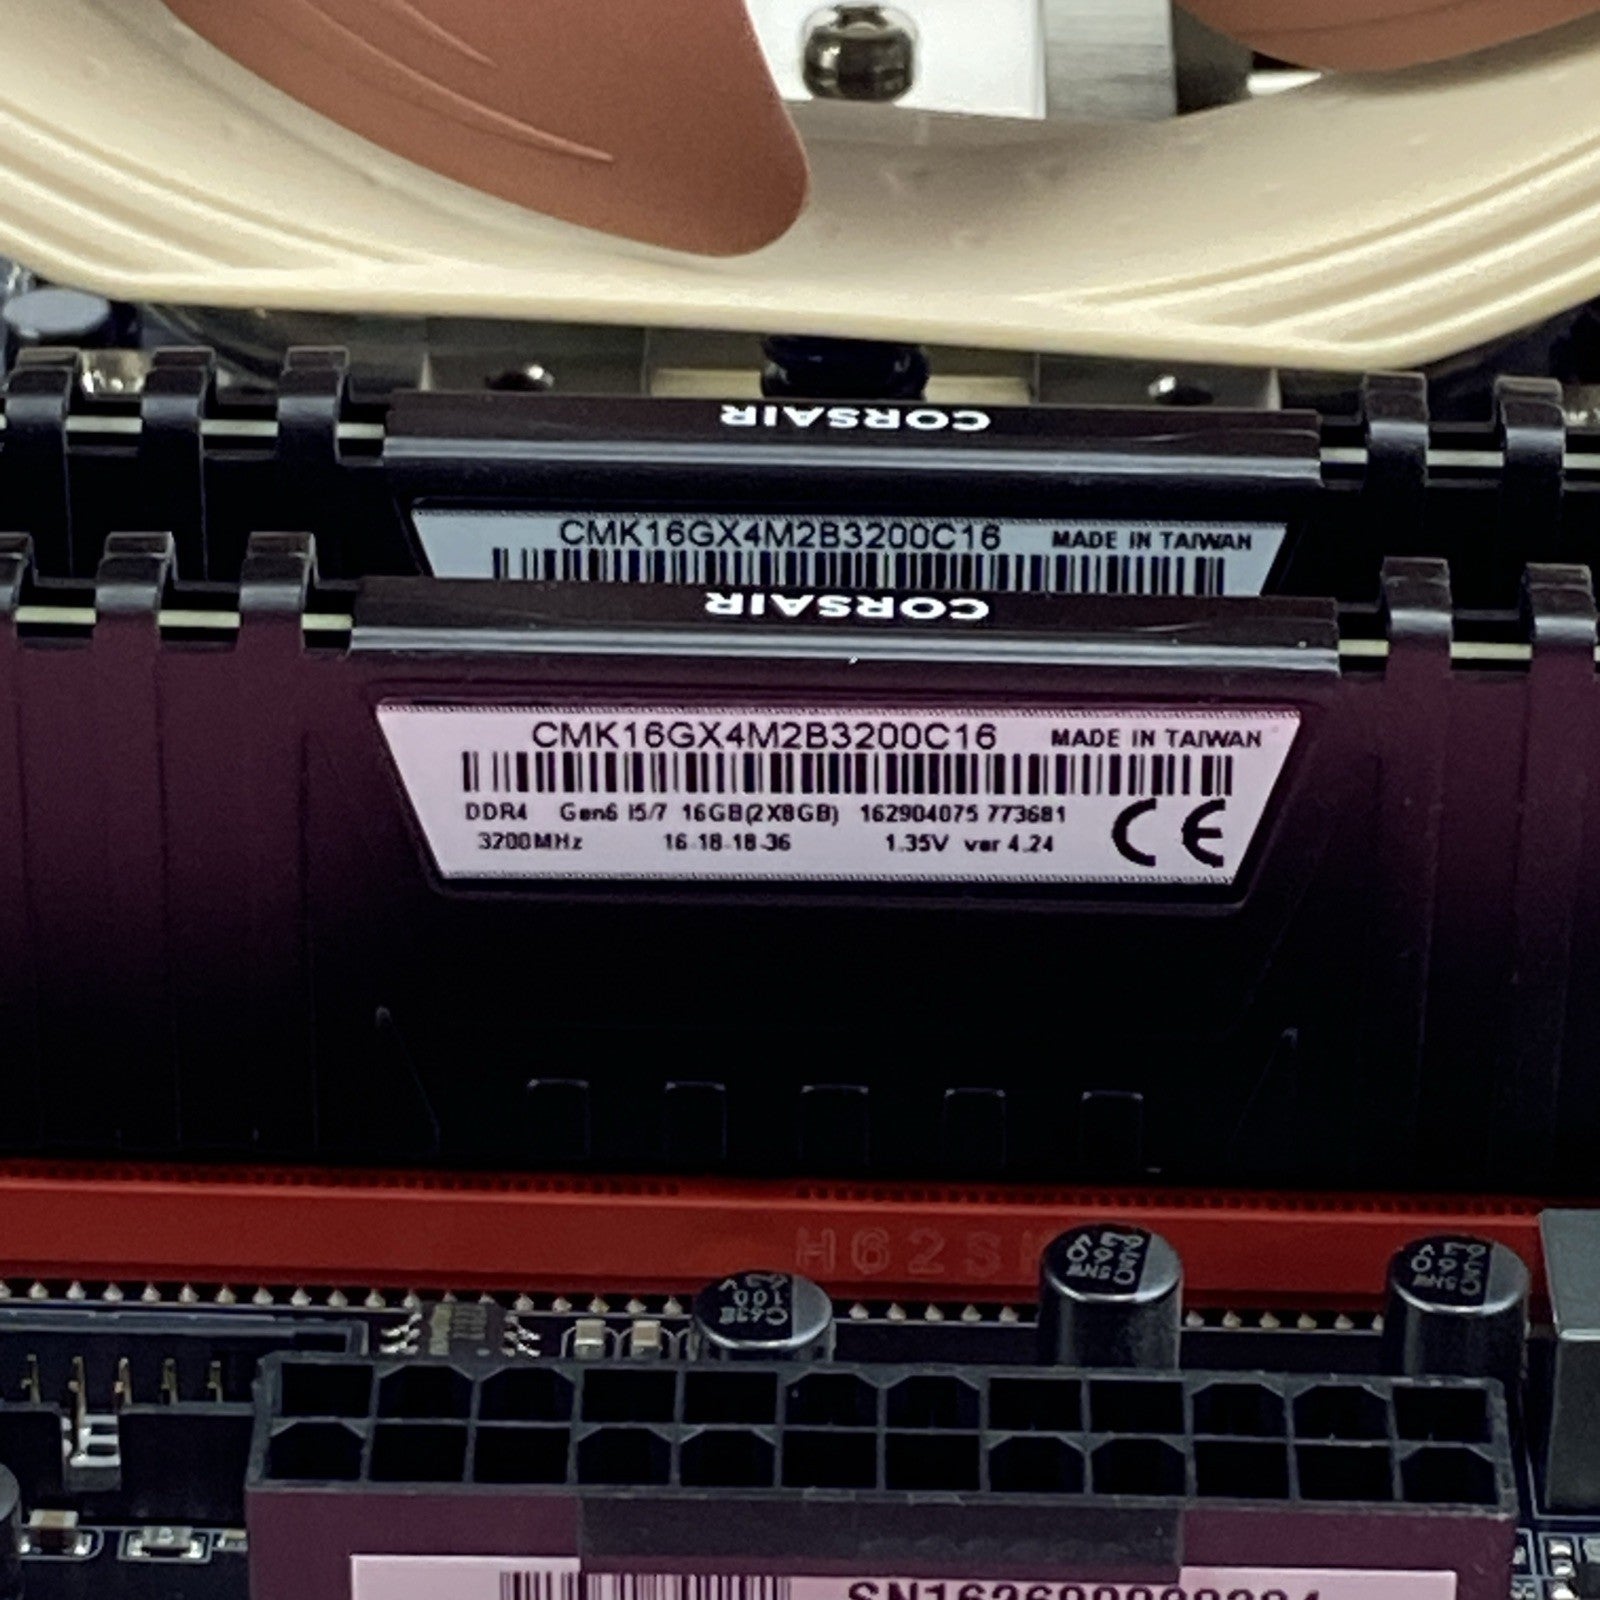 CORSAIR
CMK16GX4M2B3200C16 MADE IN TAIWAN
CORSAIR
CMK16GX4M2B3200C16 MADE IN TAIWAN
DDR4 Gen6 I5/7 16GB(2X8GB) 162904075 773681
3200MHz 16-18-18-36 1.35V ver 4.24
CE